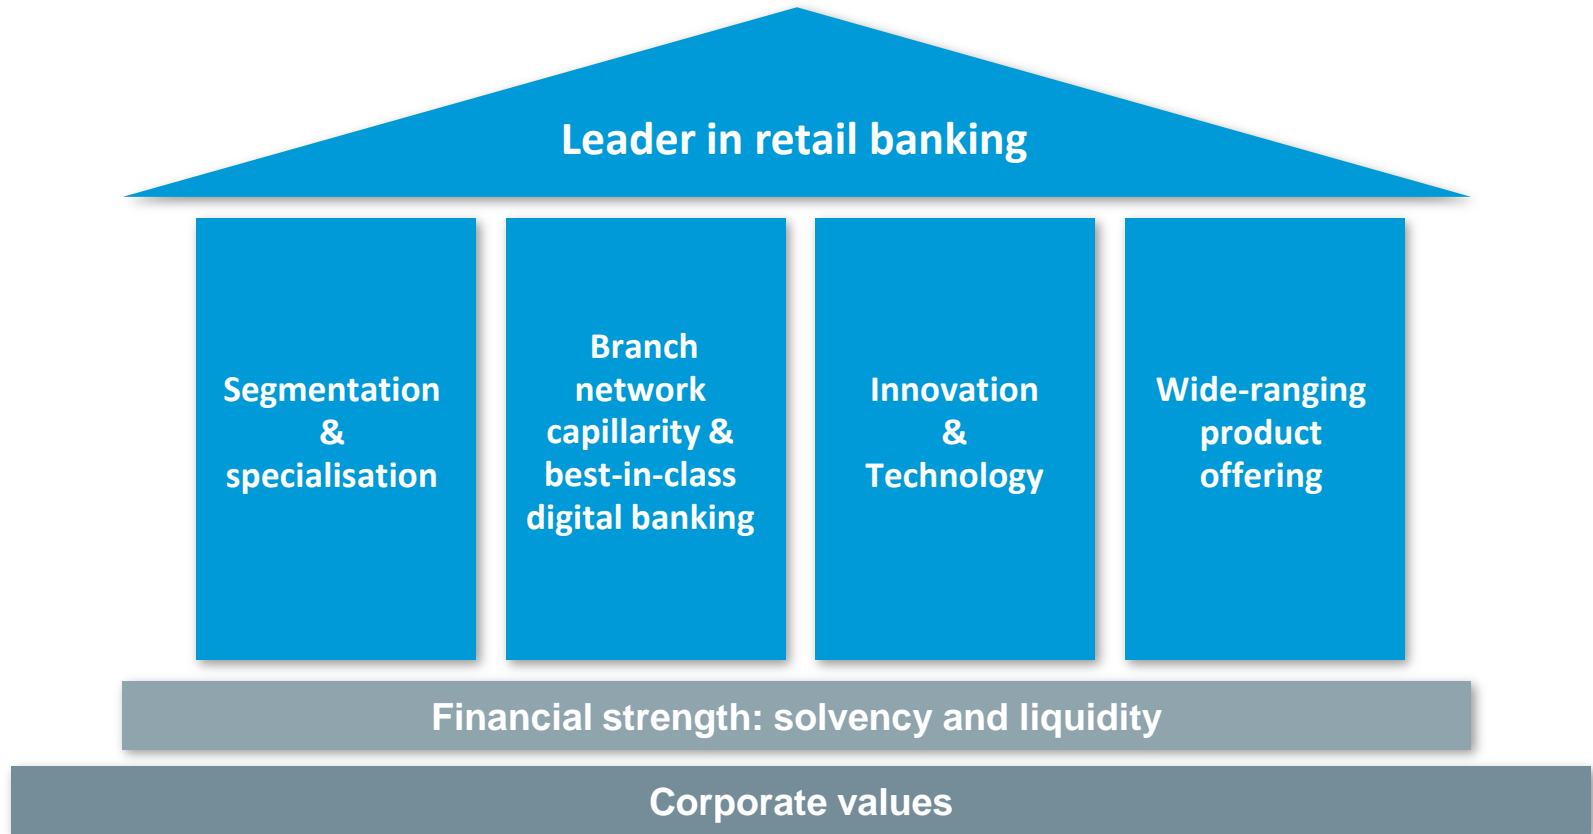 Leader in retail banking
Segmentation
&
specialisation
Branch
network
capillarity &
best-in-class
digital banking
Innovation
&
Technology
Wide-ranging
product
offering
Financial strength: solvency and liquidity
Corporate values